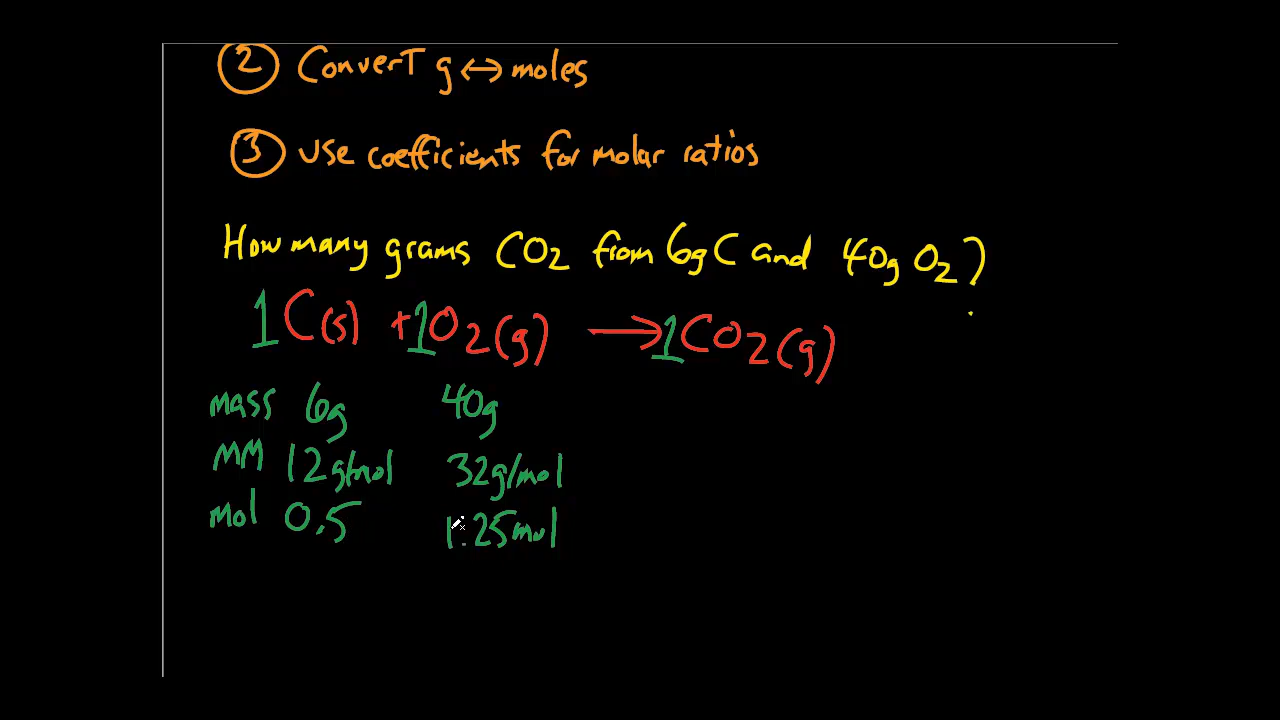 ② Convert g ↔ moles
③ Use coefficients for molar ratios
How many grams CO2 from 6g C and 40g O2?
1C(s) + 1O2(g) → 1CO2(g)
mass 6g 40g
MM 12g/mol 32g/mol
mol 0.5 1.25mol